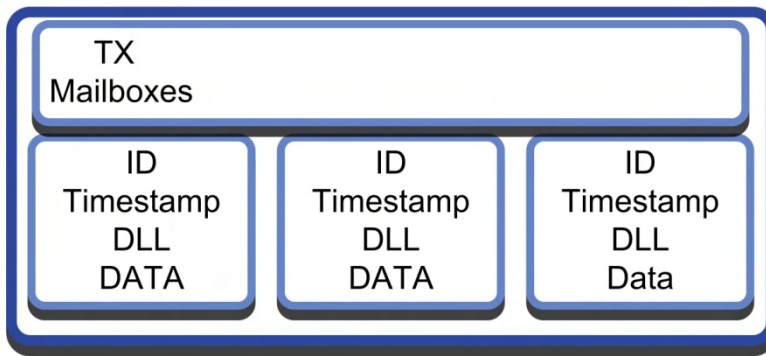 TX
Mailboxes
ID
Timestamp
DLL
DATA
ID
Timestamp
DLL
DATA
ID
Timestamp
DLL
Data